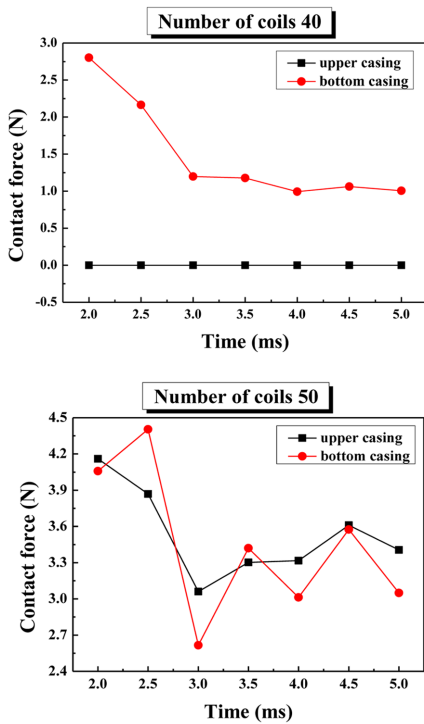 Number of coils 40
upper casing
bottom casing
Contact force (N)
3.0
2.5
2.0
1.5
1.0
0.5
0.0
-0.5
2.0 2.5 3.0 3.5 4.0 4.5 5.0
Time (ms)
Number of coils 50
upper casing
bottom casing
Contact force (N)
4.5
4.2
3.9
3.6
3.3
3.0
2.7
2.4
2.0 2.5 3.0 3.5 4.0 4.5 5.0
Time (ms)